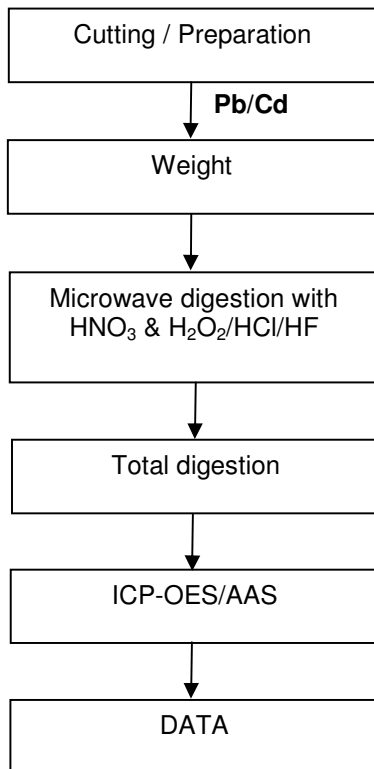 Cutting / Preparation
Pb/Cd
Weight
Microwave digestion with
HNO₃ & H₂O₂/HCl/HF
Total digestion
ICP-OES/AAS
DATA